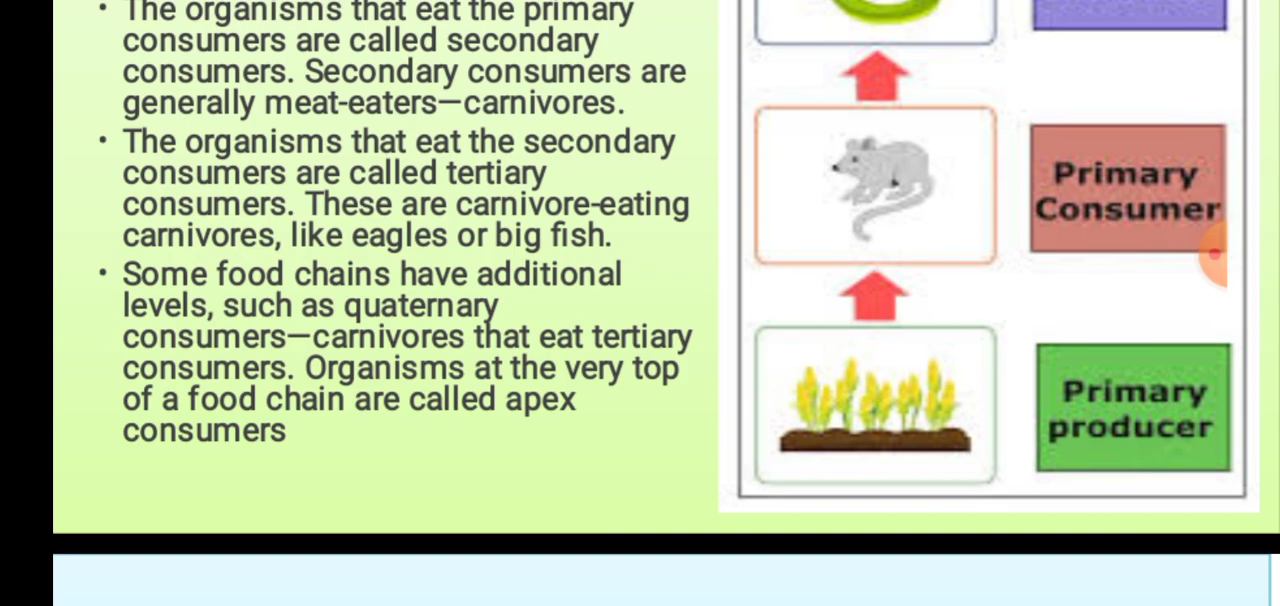 • The organisms that eat the primary
consumers are called secondary
consumers. Secondary consumers are
generally meat-eaters—carnivores.
• The organisms that eat the secondary
consumers are called tertiary
consumers. These are carnivore-eating
carnivores, like eagles or big fish.
• Some food chains have additional
levels, such as quaternary
consumers—carnivores that eat tertiary
consumers. Organisms at the very top
of a food chain are called apex
consumers
Primary
Consumer
Primary
producer